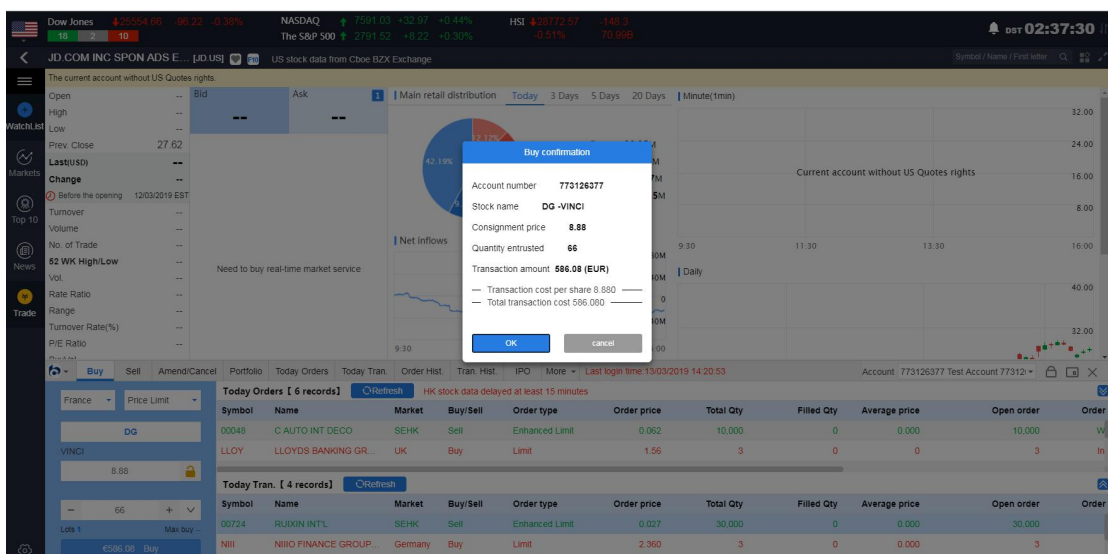 Dow Jones 25554.66 -96.22 -0.38% NASDAQ 7591.03 +32.97 +0.44% HSI 28772.57 -148.3 DST 02:37:30
18 2 10 The S&P 500 2791.52 +8.22 +0.30% -0.51% 70.99B
JD.COM INC SPON ADS E... [JD.US] F10 US stock data from Cboe BZX Exchange Symbol / Name / First letter
The current account without US Quotes rights.
WatchList
Markets
Top 10
News
Trade
Open --
High --
Low --
Prev. Close 27.62
Last(USD) --
Change --
Before the opening 12/03/2019 EST
Turnover --
Volume --
No. of Trade --
52 WK High/Low --
Vol. --
Rate Ratio --
Range --
Turnover Rate(%) --
P/E Ratio --
Bid Ask 1
-- --
Need to buy real-time market service
Main retail distribution Today 3 Days 5 Days 20 Days
42.19%
Net Inflows
9:30
Minute(1min)
32.00
24.00
Current account without US Quotes rights
16.00
8.00
9:30 11:30 13:30 16:00
Daily
40.00
32.00
Buy confirmation
Account number 773126377
Stock name DG -VINCI
Consignment price 8.88
Quantity entrusted 66
Transaction amount 586.08 (EUR)
Transaction cost per share 8.880
Total transaction cost 586.080
OK cancel
Buy Sell Amend/Cancel Portfolio Today Orders Today Tran. Order Hist. Tran. Hist. IPO More Last login time:13/03/2019 14:20:53 Account 773126377 Test Account 77312
France Price Limit
DG
VINCI
8.88
- 66 +
Lots 1 Max buy --
€586.08 Buy
Today Orders【 6 records】 Refresh HK stock data delayed at least 15 minutes
Symbol Name Market Buy/Sell Order type Order price Total Qty Filled Qty Average price Open order Order
00048 C AUTO INT DECO SEHK Sell Enhanced Limit 0.062 10,000 0 0.000 10,000 W
LLOY LLOYDS BANKING GR... UK Buy Limit 1.56 3 0 0 3 In
Today Tran.【 4 records】 Refresh
Symbol Name Market Buy/Sell Order type Order price Total Qty Filled Qty Average price Open order Order
00724 RUIXIN INT'L SEHK Sell Enhanced Limit 0.027 30,000 0 0.000 30,000
NIII NIIIO FINANCE GROUP... Germany Buy Limit 2.360 3 0 0.000 3